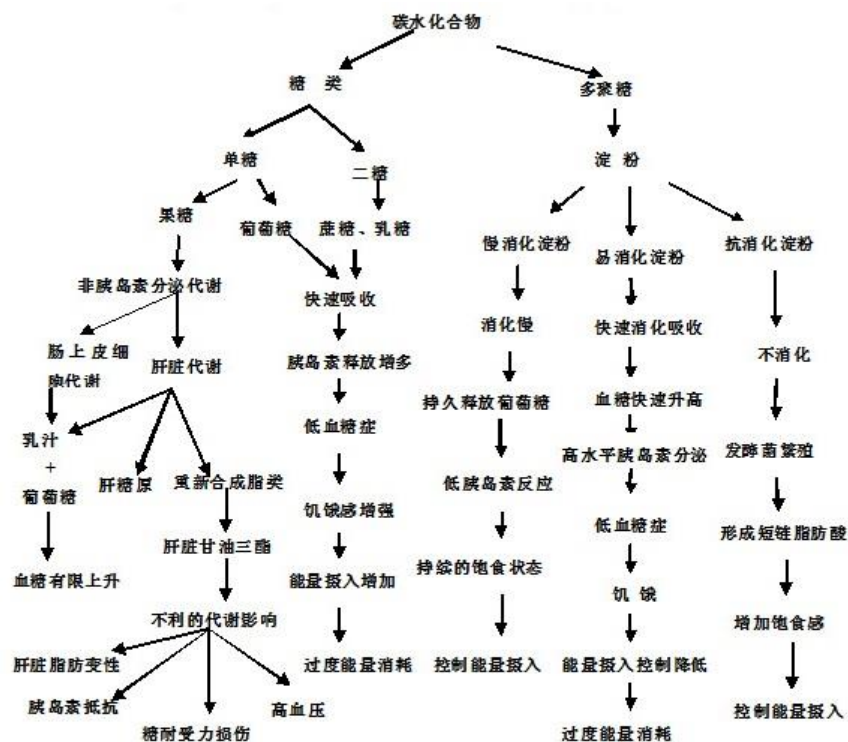 碳水化合物
糖 类
多聚糖
单糖
二糖
淀 粉
果糖
葡萄糖
蔗糖、乳糖
慢消化淀粉
易消化淀粉
抗消化淀粉
非胰岛素分泌代谢
快速吸收
消化慢
快速消化吸收
不消化
肠上皮细
胞代谢
肝脏代谢
胰岛素释放增多
持久释放葡萄糖
血糖快速升高
乳汁
+
葡萄糖
低血糖症
高水平胰岛素分泌
发酵菌繁殖
肝糖原
重新合成脂类
饥饿感增强
低胰岛素反应
低血糖症
形成短链脂肪酸
肝脏甘油三酯
血糖有限上升
能量摄入增加
持续的饱食状态
饥 饿
不利的代谢影响
增加饱食感
肝脏脂肪变性
过度能量消耗
控制能量摄入
能量摄入控制降低
胰岛素抵抗
高血压
控制能量摄入
糖耐受力损伤
过度能量消耗